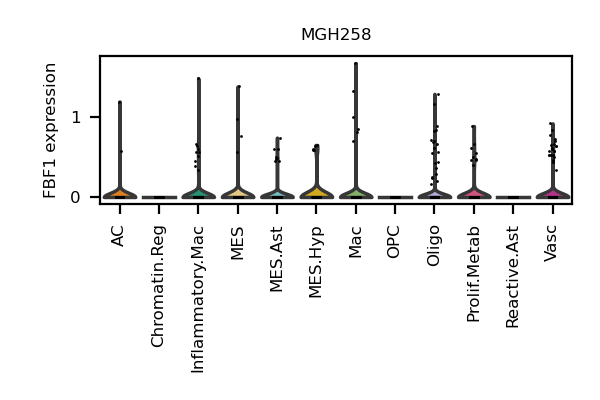 MGH258
FBF1 expression
1
0
AC
Chromatin.Reg
Inflammatory.Mac
MES
MES.Ast
MES.Hyp
Mac
OPC
Oligo
Prolif.Metab
Reactive.Ast
Vasc